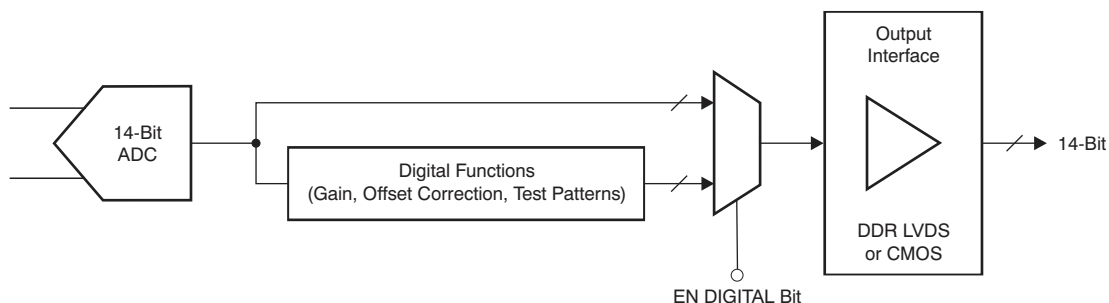 14-Bit
ADC
Digital Functions
(Gain, Offset Correction, Test Patterns)
EN DIGITAL Bit
Output
Interface
DDR LVDS
or CMOS
14-Bit